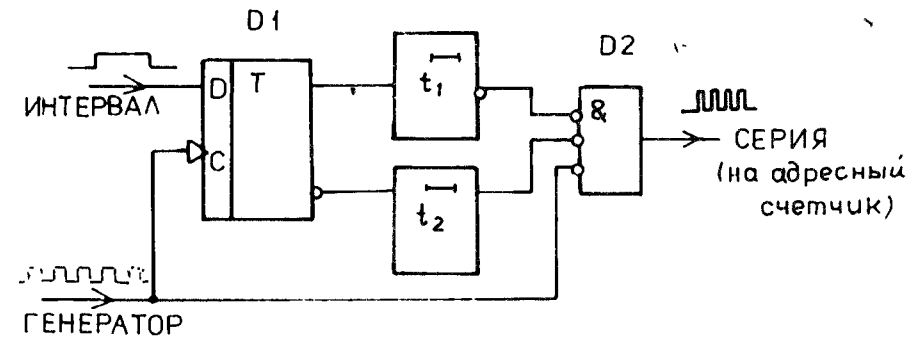 D1
D2
ИНТЕРВАЛ
D
T
C
t1
t2
&
СЕРИЯ
(на адресный
счетчик)
ГЕНЕРАТОР